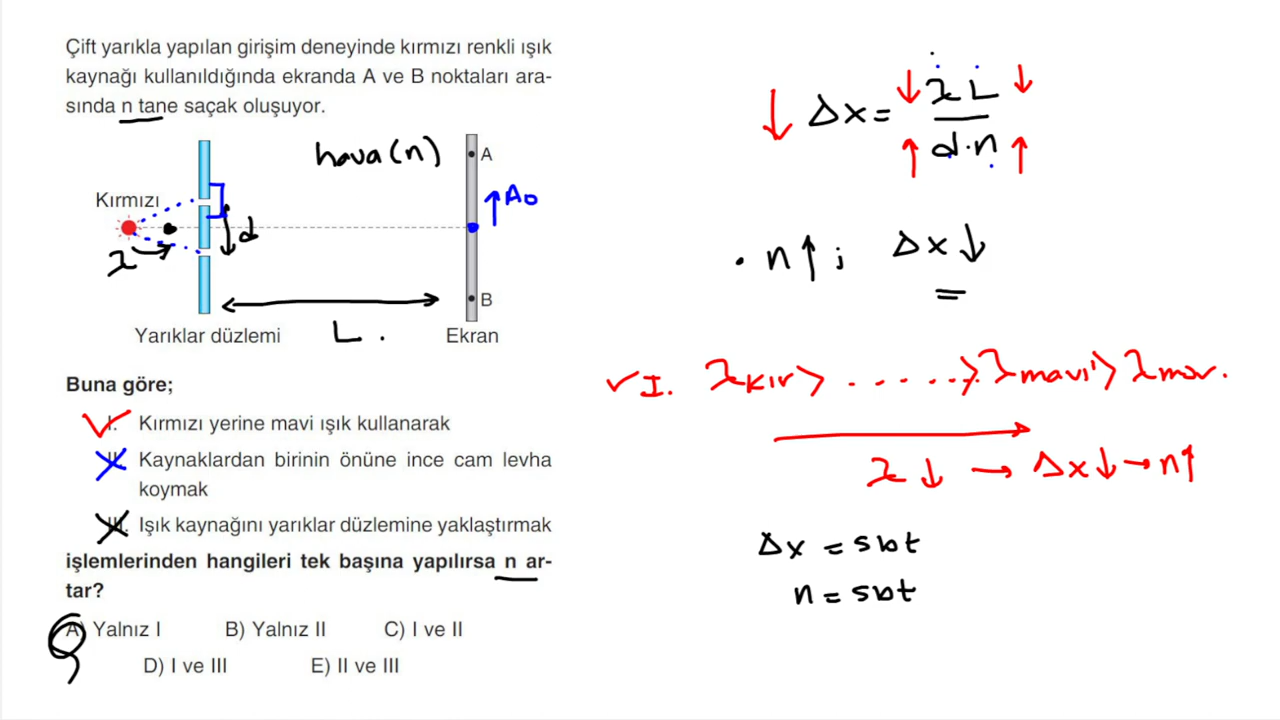 Çift yarıkla yapılan girişim deneyinde kırmızı renkli ışık
kaynağı kullanıldığında ekranda A ve B noktaları ara-
sında n tane saçak oluşuyor.
hava(n)
A
Kırmızı
A0
λ
d
B
L .
Yarıklar düzlemi
Ekran
Buna göre;
I. Kırmızı yerine mavi ışık kullanarak
II. Kaynaklardan birinin önüne ince cam levha
koymak
III. Işık kaynağını yarıklar düzlemine yaklaştırmak
işlemlerinden hangileri tek başına yapılırsa n ar-
tar?
A) Yalnız I B) Yalnız II C) I ve II
D) I ve III E) II ve III
↓ Δx = ↓ λ L ↓
↑ d.n ↑
. n↑ ; Δx ↓
✓I. λkır > ......> λmavi > λmor.
λ ↓ → Δx↓ → n↑
Δx = sbt
n = sbt